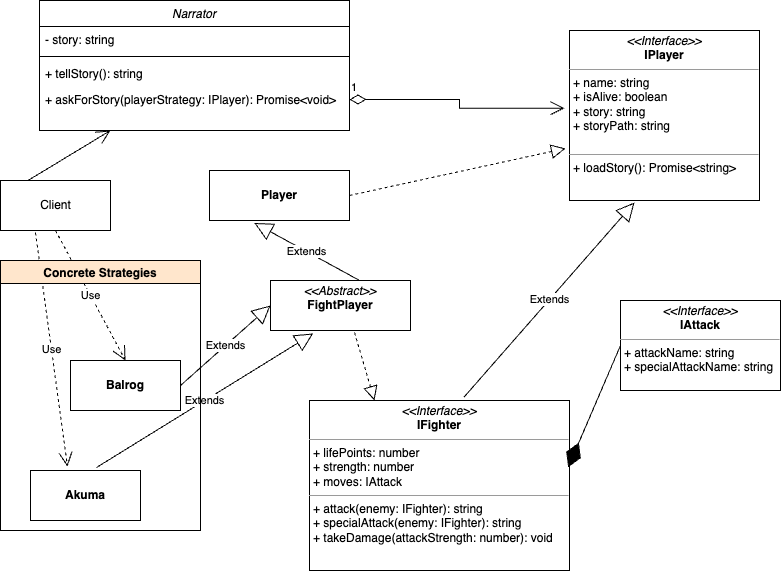 Narrator
- story: string
+ tellStory(): string
+ askForStory(playerStrategy: IPlayer): Promise<void>
1
<<Interface>>
IPlayer
+ name: string
+ isAlive: boolean
+ story: string
+ storyPath: string
+ loadStory(): Promise<string>
Client
Player
Extends
Concrete Strategies
Use
Use
Balrog
Akuma
<<Abstract>>
FightPlayer
Extends
Extends
Extends
<<Interface>>
IAttack
+ attackName: string
+ specialAttackName: string
<<Interface>>
IFighter
+ lifePoints: number
+ strength: number
+ moves: IAttack
+ attack(enemy: IFighter): string
+ specialAttack(enemy: IFighter): string
+ takeDamage(attackStrength: number): void